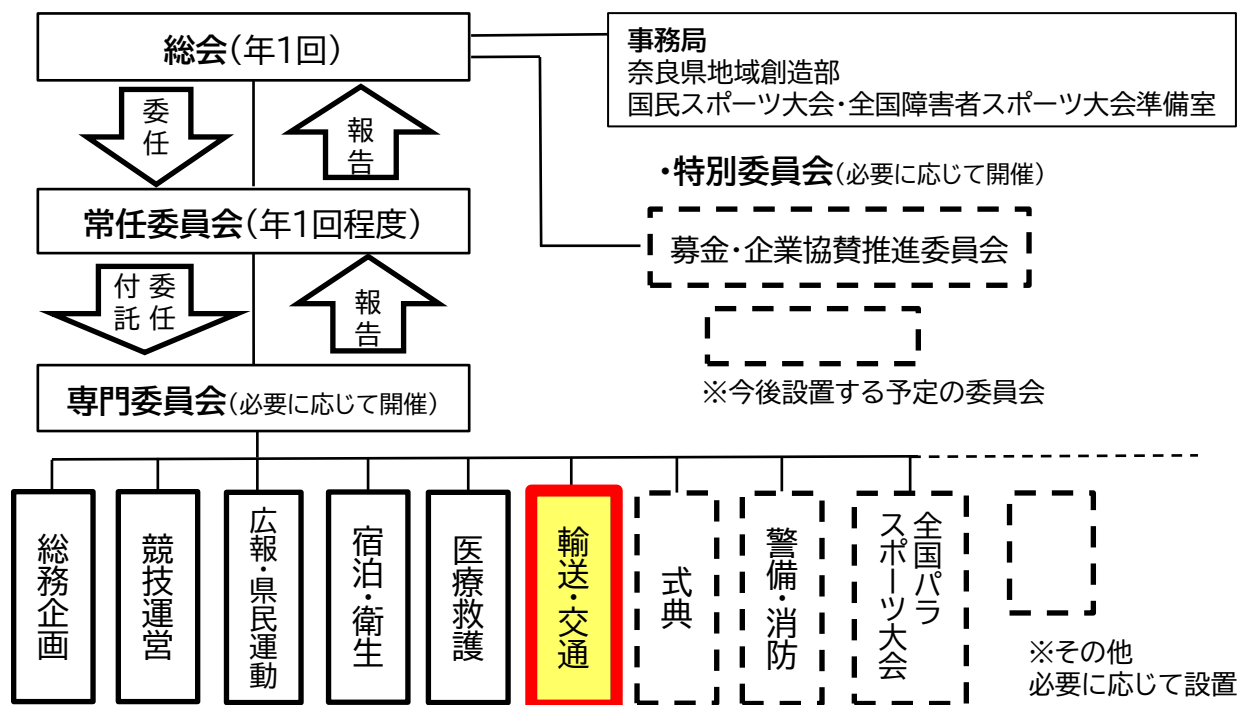 総会(年1回)
事務局
奈良県地域創造部
国民スポーツ大会・全国障害者スポーツ大会準備室
委任
報告
・特別委員会(必要に応じて開催)
常任委員会(年1回程度)
募金・企業協賛推進委員会
委任
付託
報告
※今後設置する予定の委員会
専門委員会(必要に応じて開催)
総務企画
競技運営
広報・県民運動
宿泊・衛生
医療救護
輸送・交通
式典
警備・消防
全国パラ
スポーツ大会
※その他
必要に応じて設置